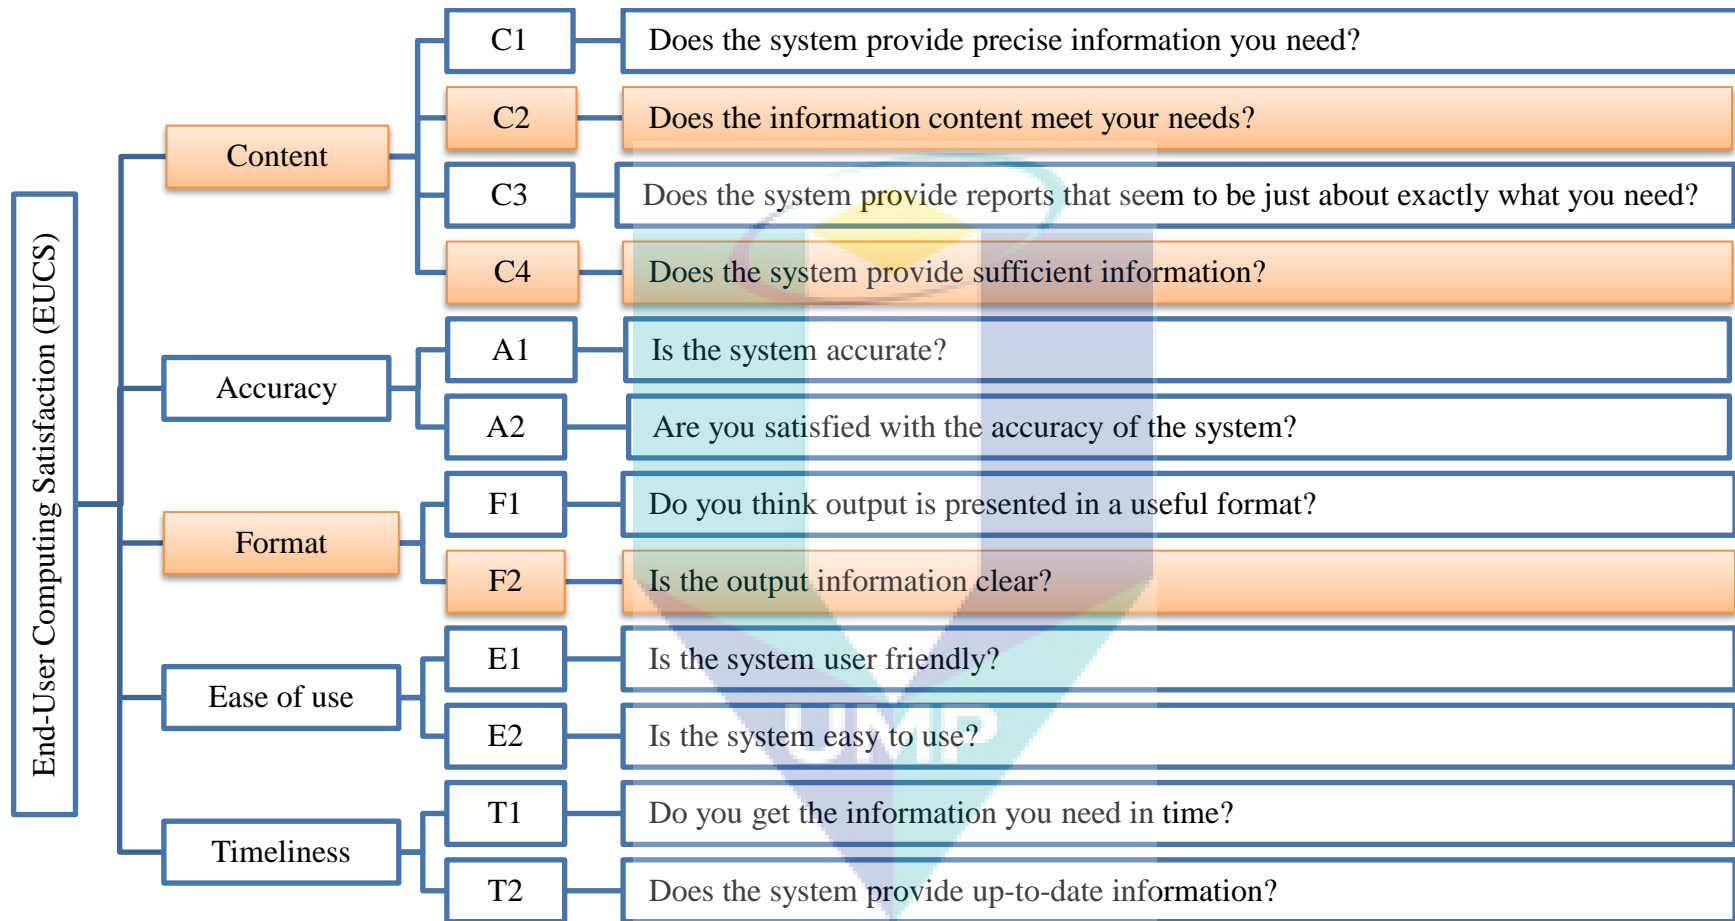 End-User Computing Satisfaction (EUCS)
Content
C1
Does the system provide precise information you need?
C2
Does the information content meet your needs?
C3
Does the system provide reports that seem to be just about exactly what you need?
C4
Does the system provide sufficient information?
Accuracy
A1
Is the system accurate?
A2
Are you satisfied with the accuracy of the system?
Format
F1
Do you think output is presented in a useful format?
F2
Is the output information clear?
Ease of use
E1
Is the system user friendly?
E2
Is the system easy to use?
UMP
Timeliness
T1
Do you get the information you need in time?
T2
Does the system provide up-to-date information?